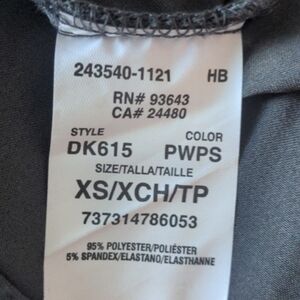 243540-1121 HB
RN# 93643
CA# 24480
STYLE COLOR
DK615 PWPS
SIZE/TALLA/TAILLE
XS/XCH/TP
737314786053
95% POLYESTER/POLIÉSTER
5% SPANDEX/ELASTANO/ELASTHANNE